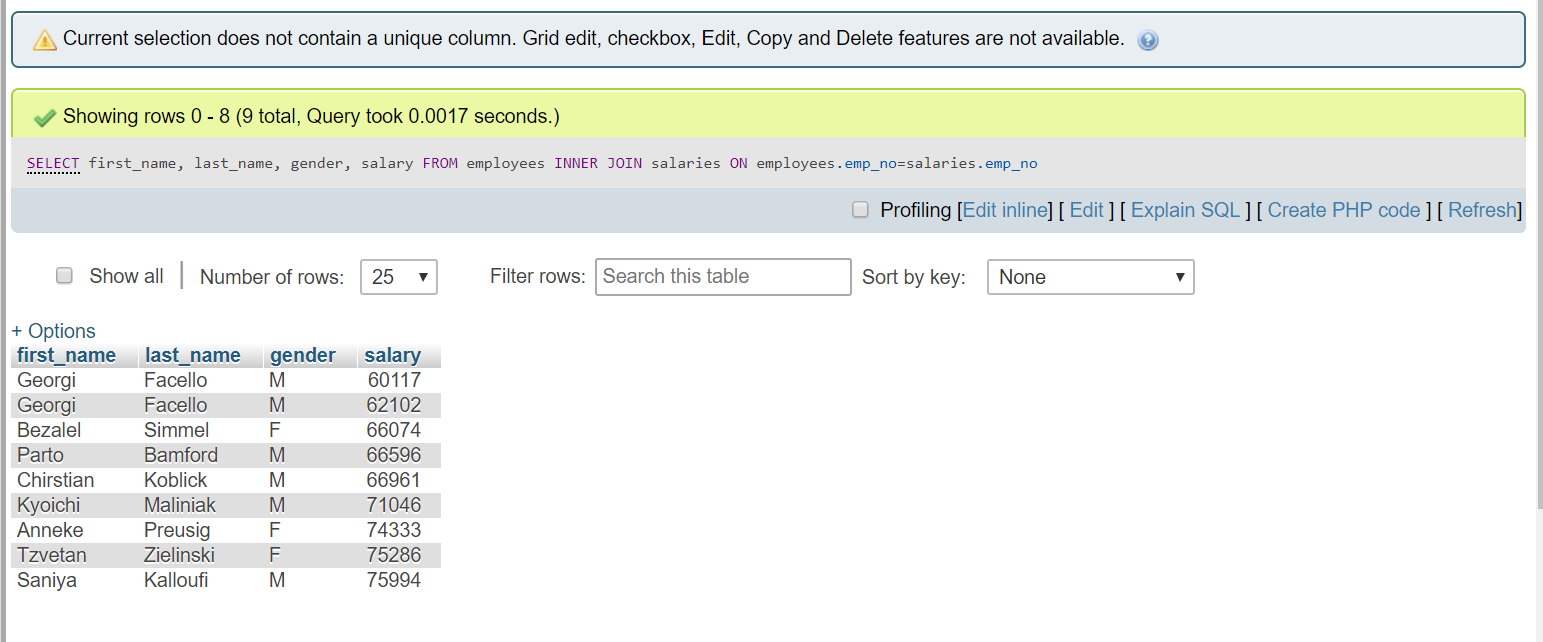 Current selection does not contain a unique column. Grid edit, checkbox, Edit, Copy and Delete features are not available.
Showing rows 0 - 8 (9 total, Query took 0.0017 seconds.)
SELECT first_name, last_name, gender, salary FROM employees INNER JOIN salaries ON employees.emp_no=salaries.emp_no
Profiling [Edit inline] [ Edit ] [ Explain SQL ] [ Create PHP code ] [ Refresh]
Show all | Number of rows: 25 Filter rows: Search this table Sort by key: None
+ Options
first_name last_name gender salary
Georgi Facello M 60117
Georgi Facello M 62102
Bezalel Simmel F 66074
Parto Bamford M 66596
Chirstian Koblick M 66961
Kyoichi Maliniak M 71046
Anneke Preusig F 74333
Tzvetan Zielinski F 75286
Saniya Kalloufi M 75994